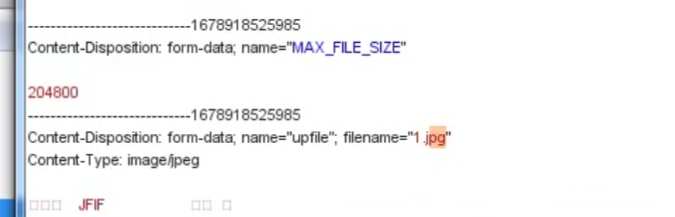 -----------------------------1678918525985
Content-Disposition: form-data; name="MAX_FILE_SIZE"
204800
-----------------------------1678918525985
Content-Disposition: form-data; name="upfile"; filename="1.jpg"
Content-Type: image/jpeg
JFIF